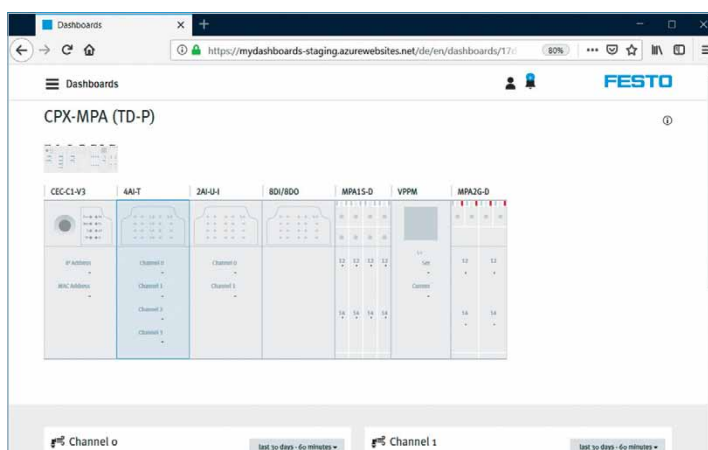 Dashboards
https://mydashboards-staging.azurewebsites.net/de/en/dashboards/17
80%
Dashboards
FESTO
CPX-MPA (TD-P)
CEC-C1-V3 4AI-T 2AI-U-I 8DI/8DO MPA1S-D VPPM MPA2G-D
IP Address Channel 0 Channel 0 12 12 12 12 Set 12 12
MAC Address Channel 1 Channel 1 Current
Channel 2 14 14 14 14 14 14
Channel 3
Channel 0 last 30 days - 60 minutes Channel 1 last 30 days - 60 minutes